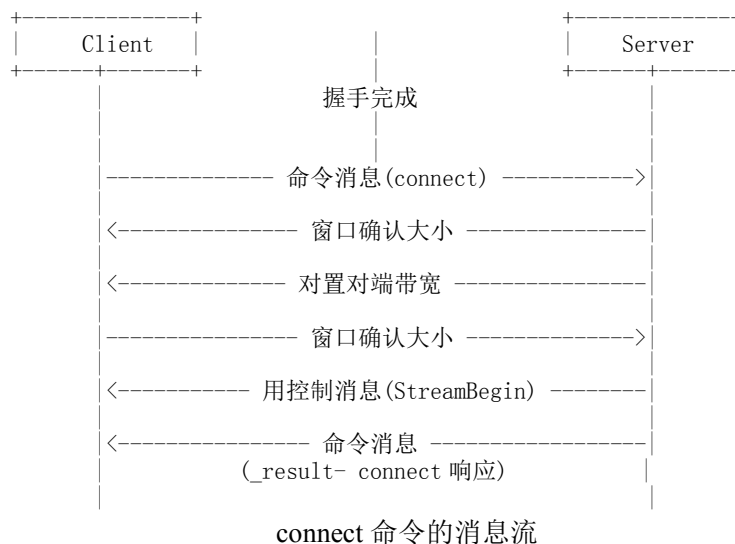 Client
Server
握手完成
命令消息(connect)
窗口确认大小
对置对端带宽
窗口确认大小
用控制消息(StreamBegin)
命令消息
(_result- connect 响应)
connect 命令的消息流